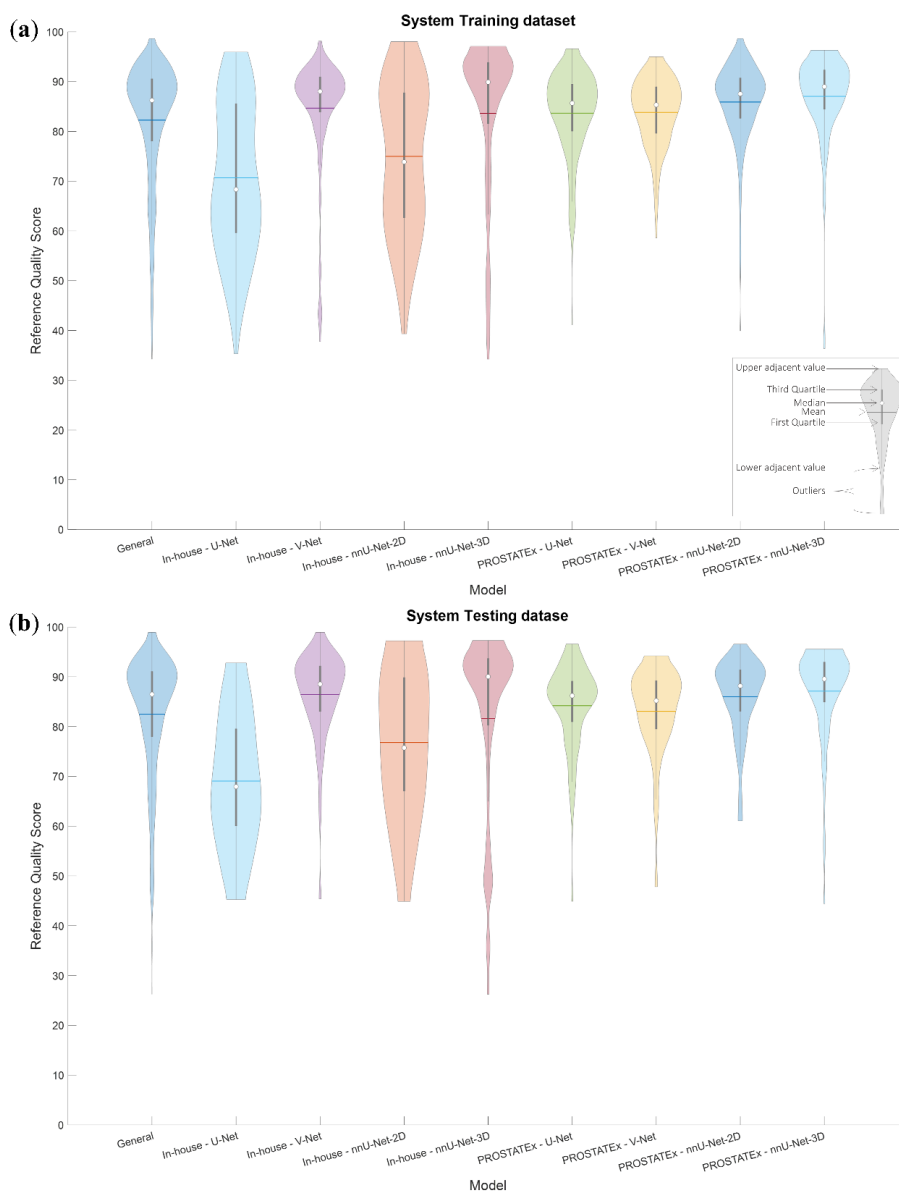 (a)
System Training dataset
Reference Quality Score
100
90
80
70
60
50
40
30
20
10
0
Upper adjacent value
Third Quartile
Median
Mean
First Quartile
Lower adjacent value
Outliers
General
In-house - U-Net
In-house - V-Net
In-house - nnU-Net-2D
In-house - nnU-Net-3D
PROSTATEx - U-Net
PROSTATEx - V-Net
PROSTATEx - nnU-Net-2D
PROSTATEx - nnU-Net-3D
Model
(b)
System Testing datase
Reference Quality Score
100
90
80
70
60
50
40
30
20
10
0
General
In-house - U-Net
In-house - V-Net
In-house - nnU-Net-2D
In-house - nnU-Net-3D
PROSTATEx - U-Net
PROSTATEx - V-Net
PROSTATEx - nnU-Net-2D
PROSTATEx - nnU-Net-3D
Model